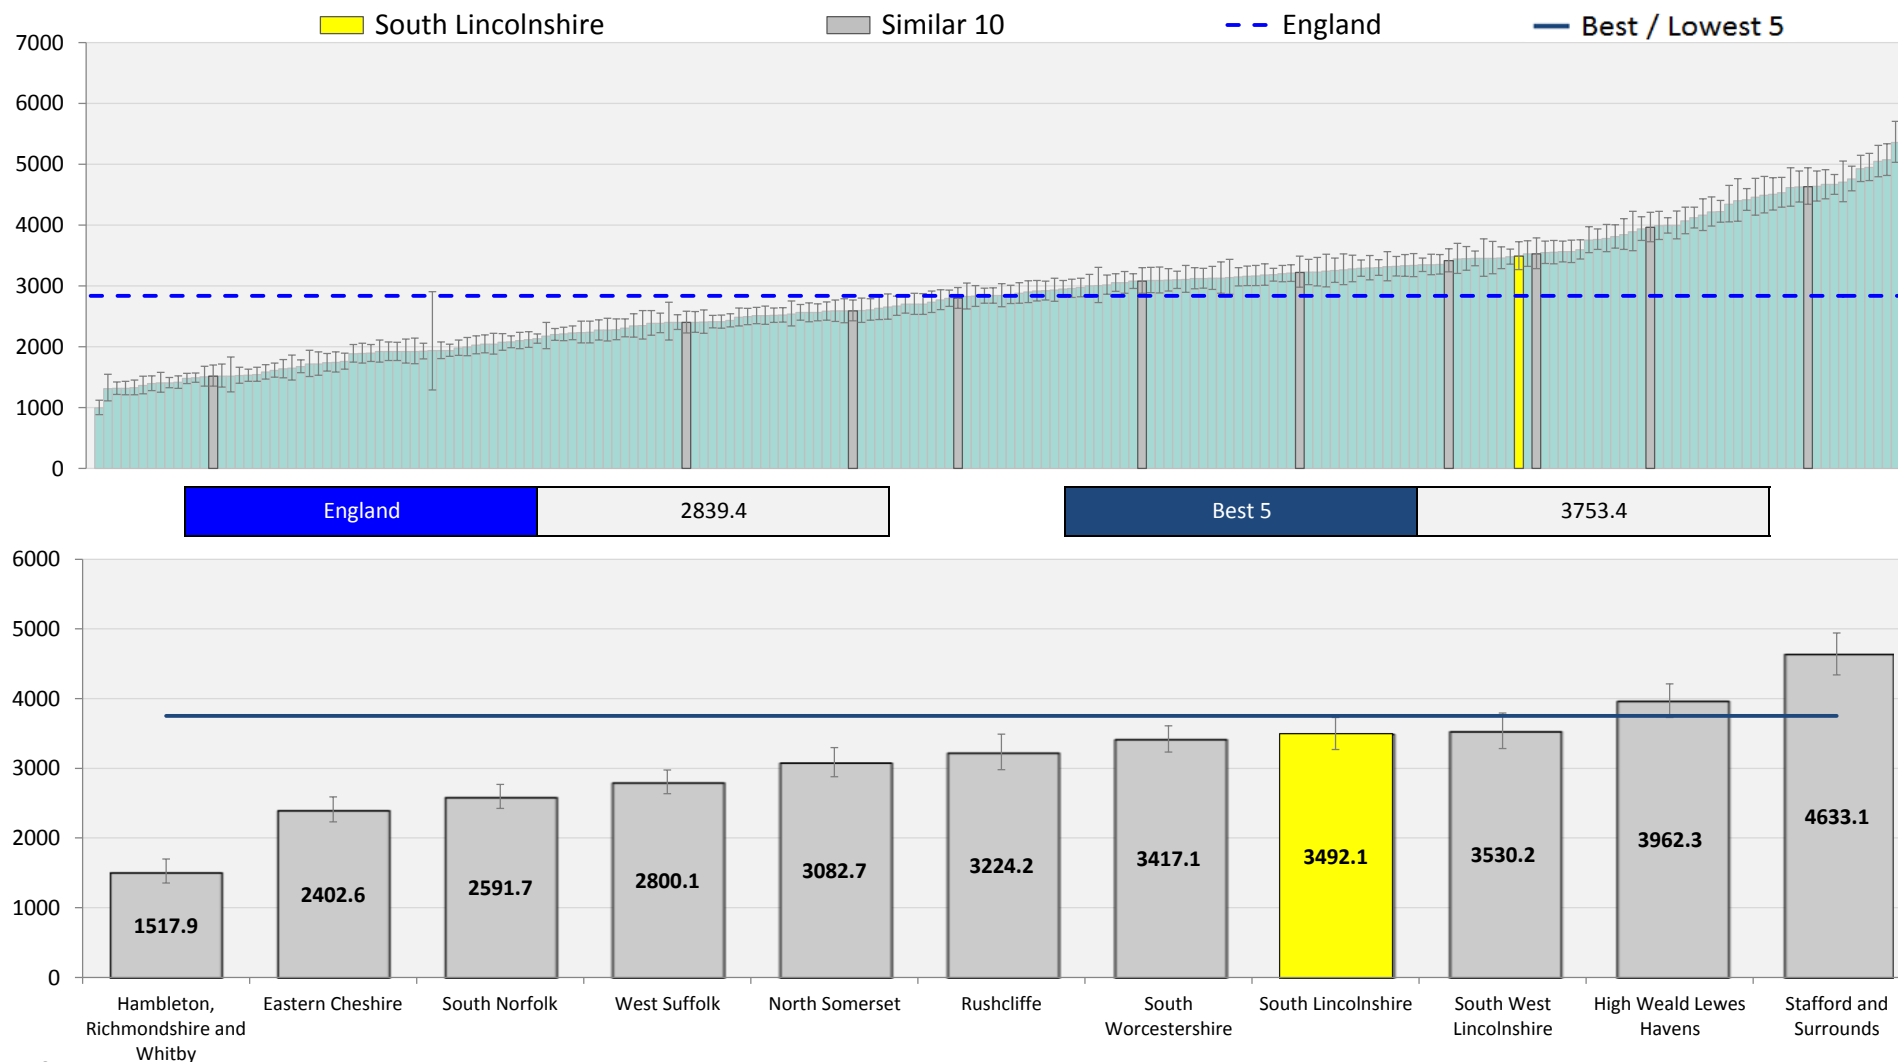 South Lincolnshire
Similar 10
England
Best / Lowest 5
7000
6000
5000
4000
3000
2000
1000
0
England 2839.4
Best 5 3753.4
6000
5000
4000
3000
2000
1000
0
1517.9
2402.6
2591.7
2800.1
3082.7
3224.2
3417.1
3492.1
3530.2
3962.3
4633.1
Hambleton,
Richmondshire and
Whitby
Eastern Cheshire
South Norfolk
West Suffolk
North Somerset
Rushcliffe
South
Worcestershire
South Lincolnshire
South West
Lincolnshire
High Weald Lewes
Havens
Stafford and
Surrounds